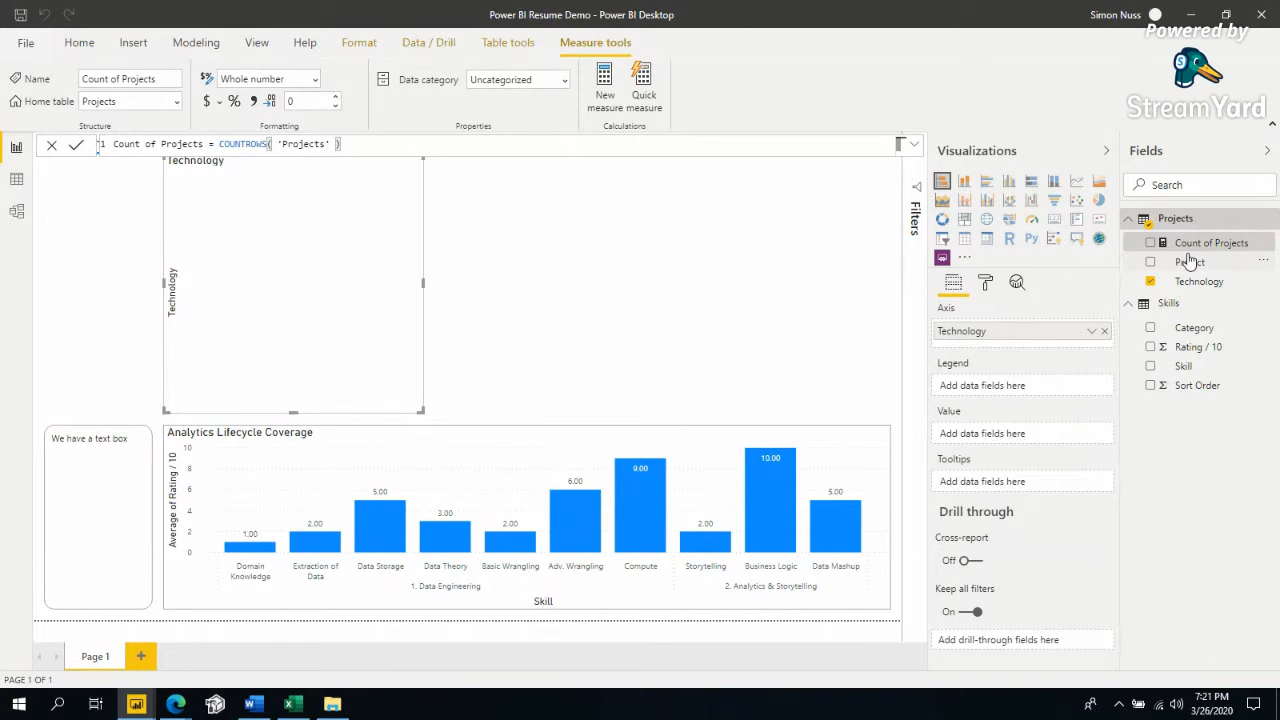 Power BI Resume Demo - Power BI Desktop
Simon Nuss
Powered by
StreamYard
File
Home
Insert
Modeling
View
Help
Format
Data / Drill
Table tools
Measure tools
Name
Count of Projects
Home table
Projects
Structure
Whole number
$ % 9 0
Formatting
Data category
Uncategorized
Properties
New
measure
Quick
measure
Calculations
1 Count of Projects = COUNTROWS( 'Projects' )
Technology
Technology
Filters
We have a text box
Analytics Lifecycle Coverage
Average of Rating / 10
10
8
6
4
2
0
1.00
2.00
5.00
3.00
2.00
6.00
9.00
2.00
10.00
5.00
Domain
Knowledge
Extraction of
Data
Data Storage
Data Theory
Basic Wrangling
Adv. Wrangling
Compute
Storytelling
Business Logic
Data Mashup
1. Data Engineering
2. Analytics & Storytelling
Skill
Visualizations
R
Py
Axis
Technology
Legend
Add data fields here
Value
Add data fields here
Tooltips
Add data fields here
Drill through
Cross-report
Off
Keep all filters
On
Add drill-through fields here
Fields
Search
Projects
Count of Projects
Project
Technology
Skills
Category
Σ Rating / 10
Skill
Σ Sort Order
Page 1
PAGE 1 OF 1
7:21 PM
3/26/2020